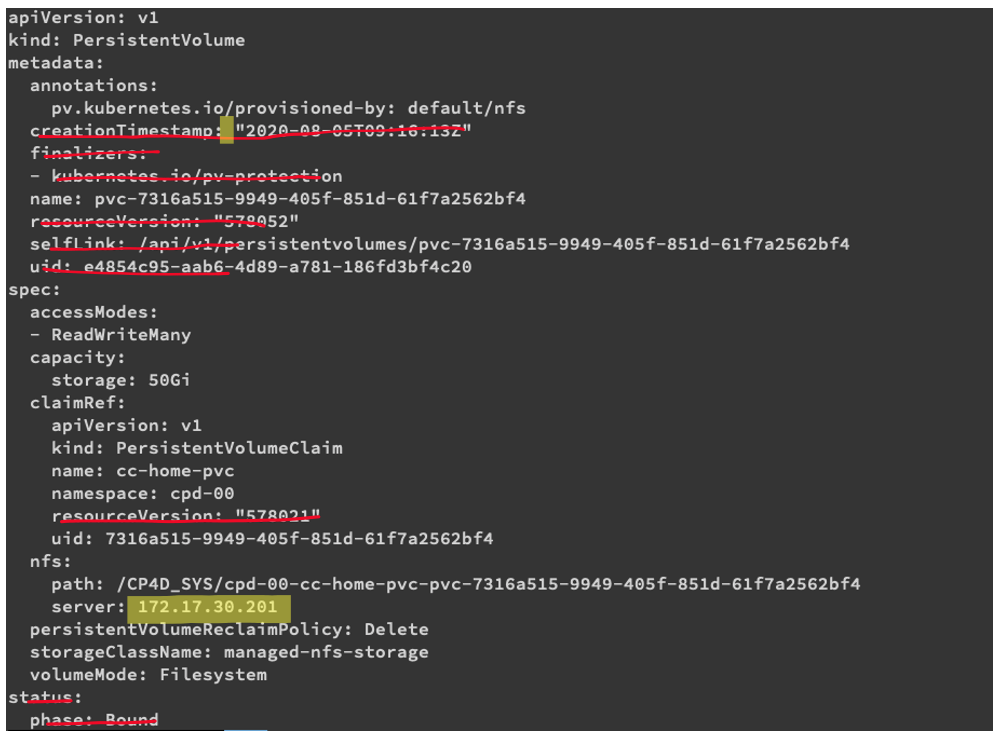 apiVersion: v1
kind: PersistentVolume
metadata:
  annotations:
    pv.kubernetes.io/provisioned-by: default/nfs
  creationTimestamp: "2020-08-05T09:16:13Z"
  finalizers:
  - kubernetes.io/pv-protection
  name: pvc-7316a515-9949-405f-851d-61f7a2562bf4
  resourceVersion: "578052"
  selfLink: /api/v1/persistentvolumes/pvc-7316a515-9949-405f-851d-61f7a2562bf4
  uid: e4854c95-aab6-4d89-a781-186fd3bf4c20
spec:
  accessModes:
  - ReadWriteMany
  capacity:
    storage: 50Gi
  claimRef:
    apiVersion: v1
    kind: PersistentVolumeClaim
    name: cc-home-pvc
    namespace: cpd-00
    resourceVersion: "578021"
    uid: 7316a515-9949-405f-851d-61f7a2562bf4
  nfs:
    path: /CP4D_SYS/cpd-00-cc-home-pvc-pvc-7316a515-9949-405f-851d-61f7a2562bf4
    server: 172.17.30.201
  persistentVolumeReclaimPolicy: Delete
  storageClassName: managed-nfs-storage
  volumeMode: Filesystem
status:
  phase: Bound